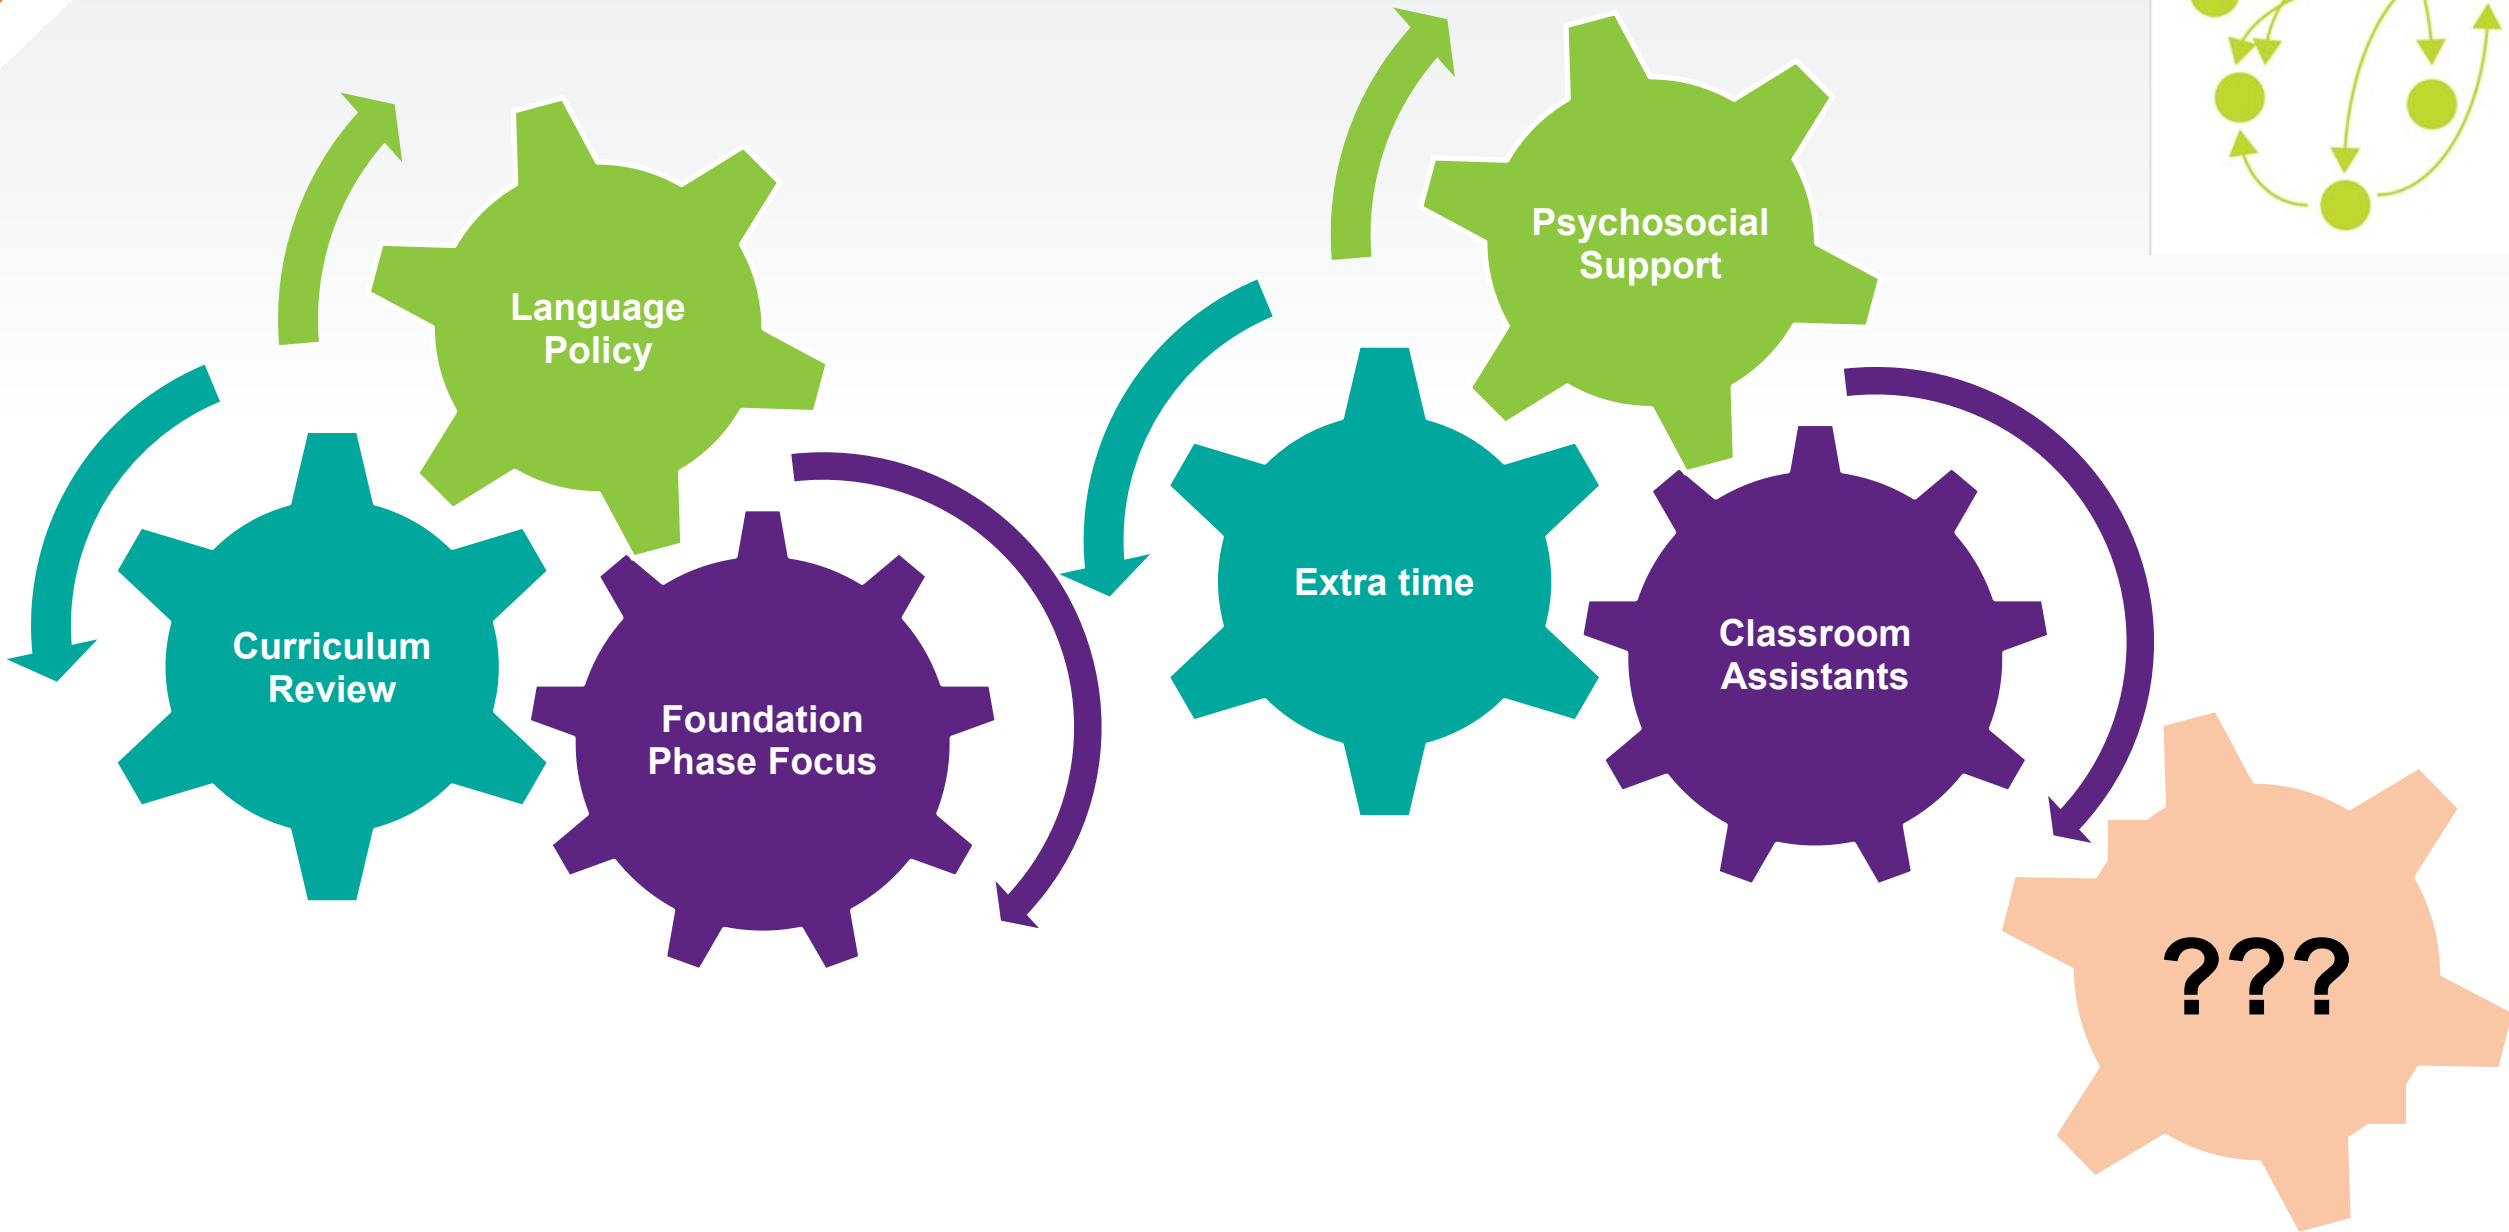 Language
Policy
Curriculum
Review
Foundation
Phase Focus
Psychosocial
Support
Extra time
Classroom
Assistants
???